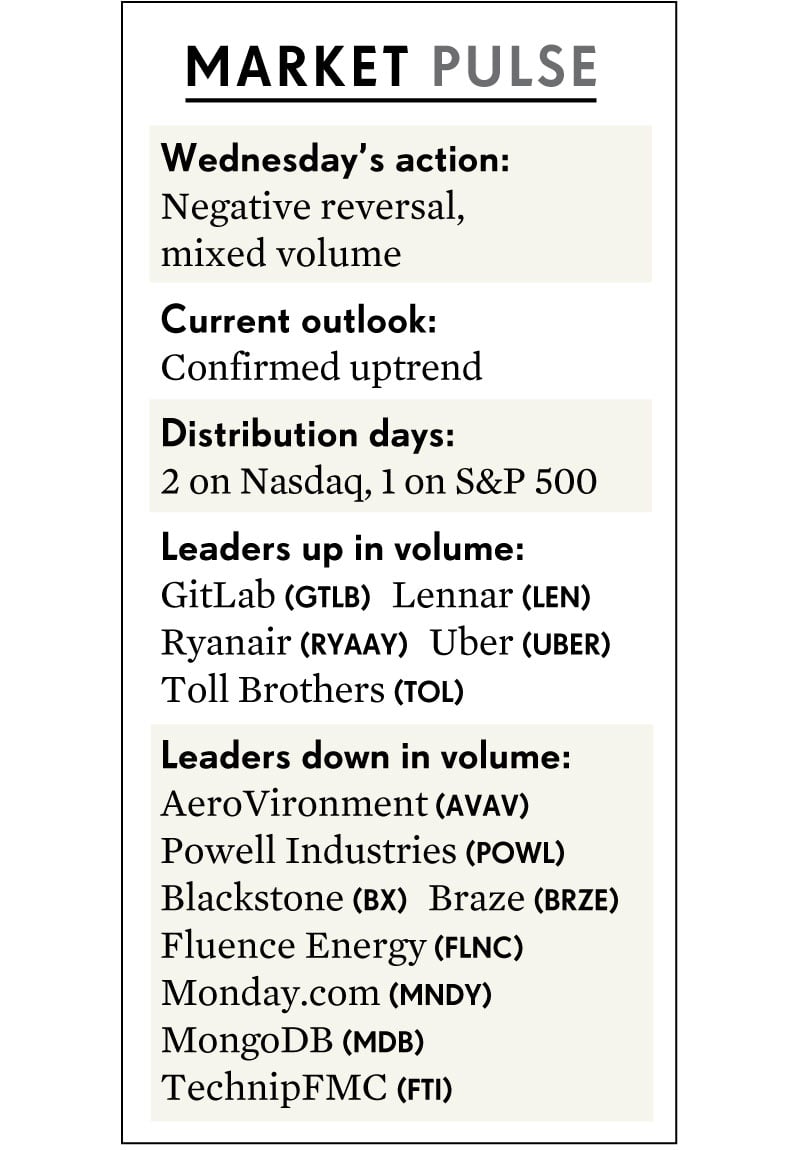 MARKET PULSE
Wednesday’s action:
Negative reversal,
mixed volume
Current outlook:
Confirmed uptrend
Distribution days:
2 on Nasdaq, 1 on S&P 500
Leaders up in volume:
GitLab (GTLB) Lennar (LEN)
Ryanair (RYAAY) Uber (UBER)
Toll Brothers (TOL)
Leaders down in volume:
AeroVironment (AVAV)
Powell Industries (POWL)
Blackstone (BX) Braze (BRZE)
Fluence Energy (FLNC)
Monday.com (MNDY)
MongoDB (MDB)
TechnipFMC (FTI)